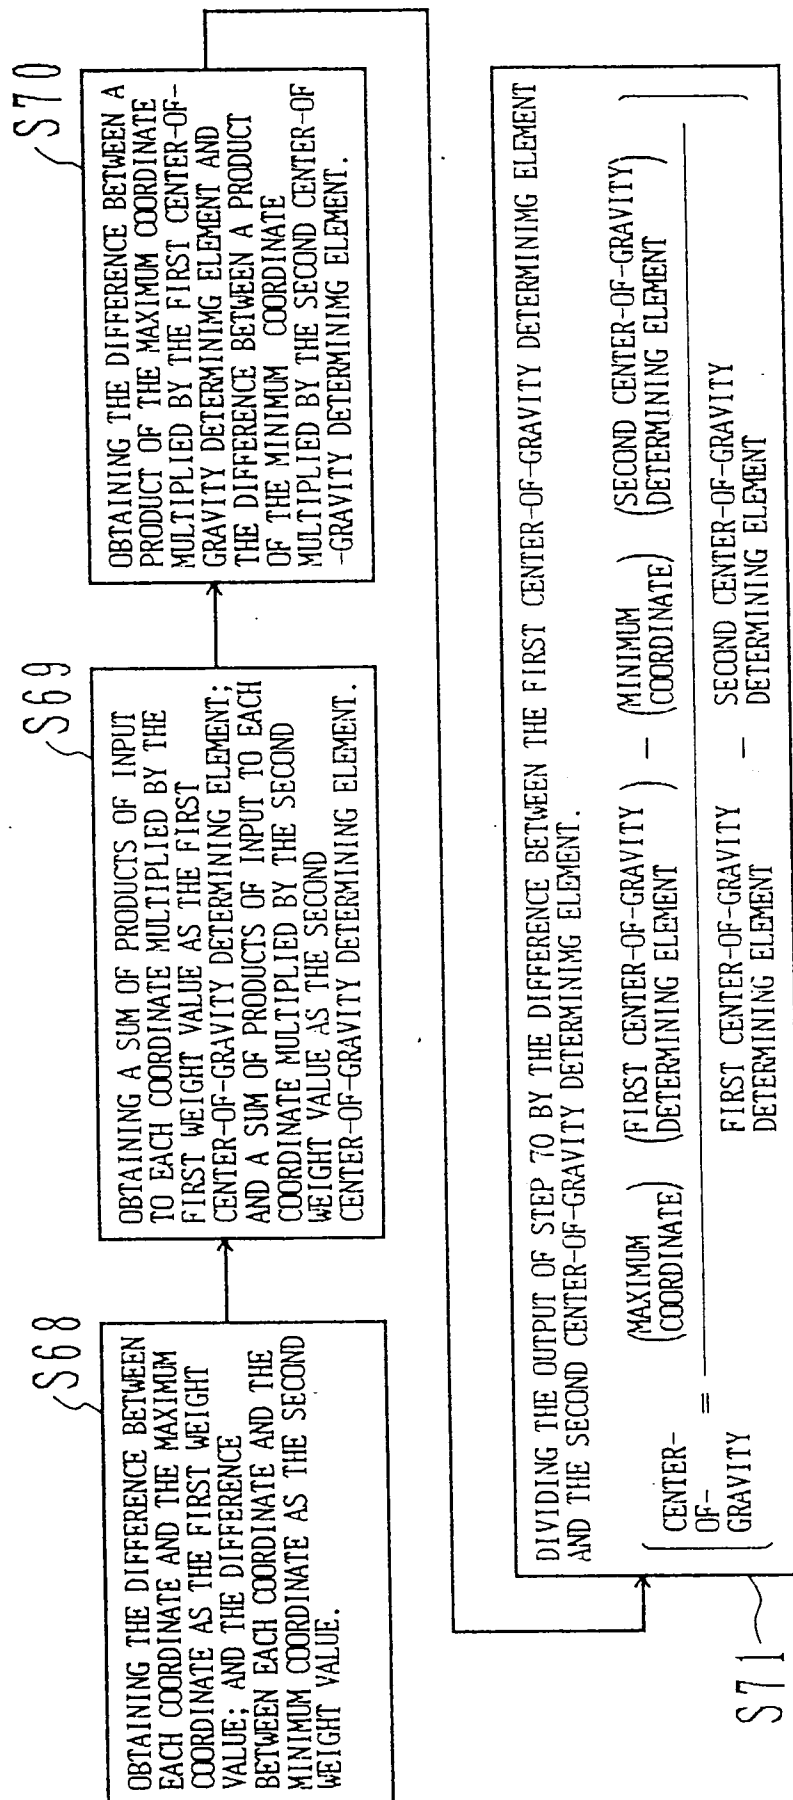 S68
OBTAINING THE DIFFERENCE BETWEEN
EACH COORDINATE AND THE MAXIMUM
COORDINATE AS THE FIRST WEIGHT
VALUE; AND THE DIFFERENCE
BETWEEN EACH COORDINATE AND THE
MINIMUM COORDINATE AS THE SECOND
WEIGHT VALUE.
S69
OBTAINING A SUM OF PRODUCTS OF INPUT
TO EACH COORDINATE MULTIPLIED BY THE
FIRST WEIGHT VALUE AS THE FIRST
CENTER-OF-GRAVITY DETERMINING ELEMENT;
AND A SUM OF PRODUCTS OF INPUT TO EACH
COORDINATE MULTIPLIED BY THE SECOND
WEIGHT VALUE AS THE SECOND
CENTER-OF-GRAVITY DETERMINING ELEMENT.
S70
OBTAINING THE DIFFERENCE BETWEEN A
PRODUCT OF THE MAXIMUM COORDINATE
MULTIPLIED BY THE FIRST CENTER-OF-
GRAVITY DETERMINIMG ELEMENT AND
THE DIFFERENCE BETWEEN A PRODUCT
OF THE MINIMUM COORDINATE
MULTIPLIED BY THE SECOND CENTER-OF
-GRAVITY DETERMINIMG ELEMENT.
S71
DIVIDING THE OUTPUT OF STEP 70 BY THE DIFFERENCE BETWEEN THE FIRST CENTER-OF-GRAVITY DETERMINIMG ELEMENT
AND THE SECOND CENTER-OF-GRAVITY DETERMINIMG ELEMENT.
(MAXIMUM COORDINATE) (FIRST CENTER-OF-GRAVITY DETERMINING ELEMENT) − (MINIMUM COORDINATE) (SECOND CENTER-OF-GRAVITY DETERMINING ELEMENT)
CENTER-
OF-
GRAVITY
=
FIRST CENTER-OF-GRAVITY DETERMINING ELEMENT − SECOND CENTER-OF-GRAVITY DETERMINING ELEMENT